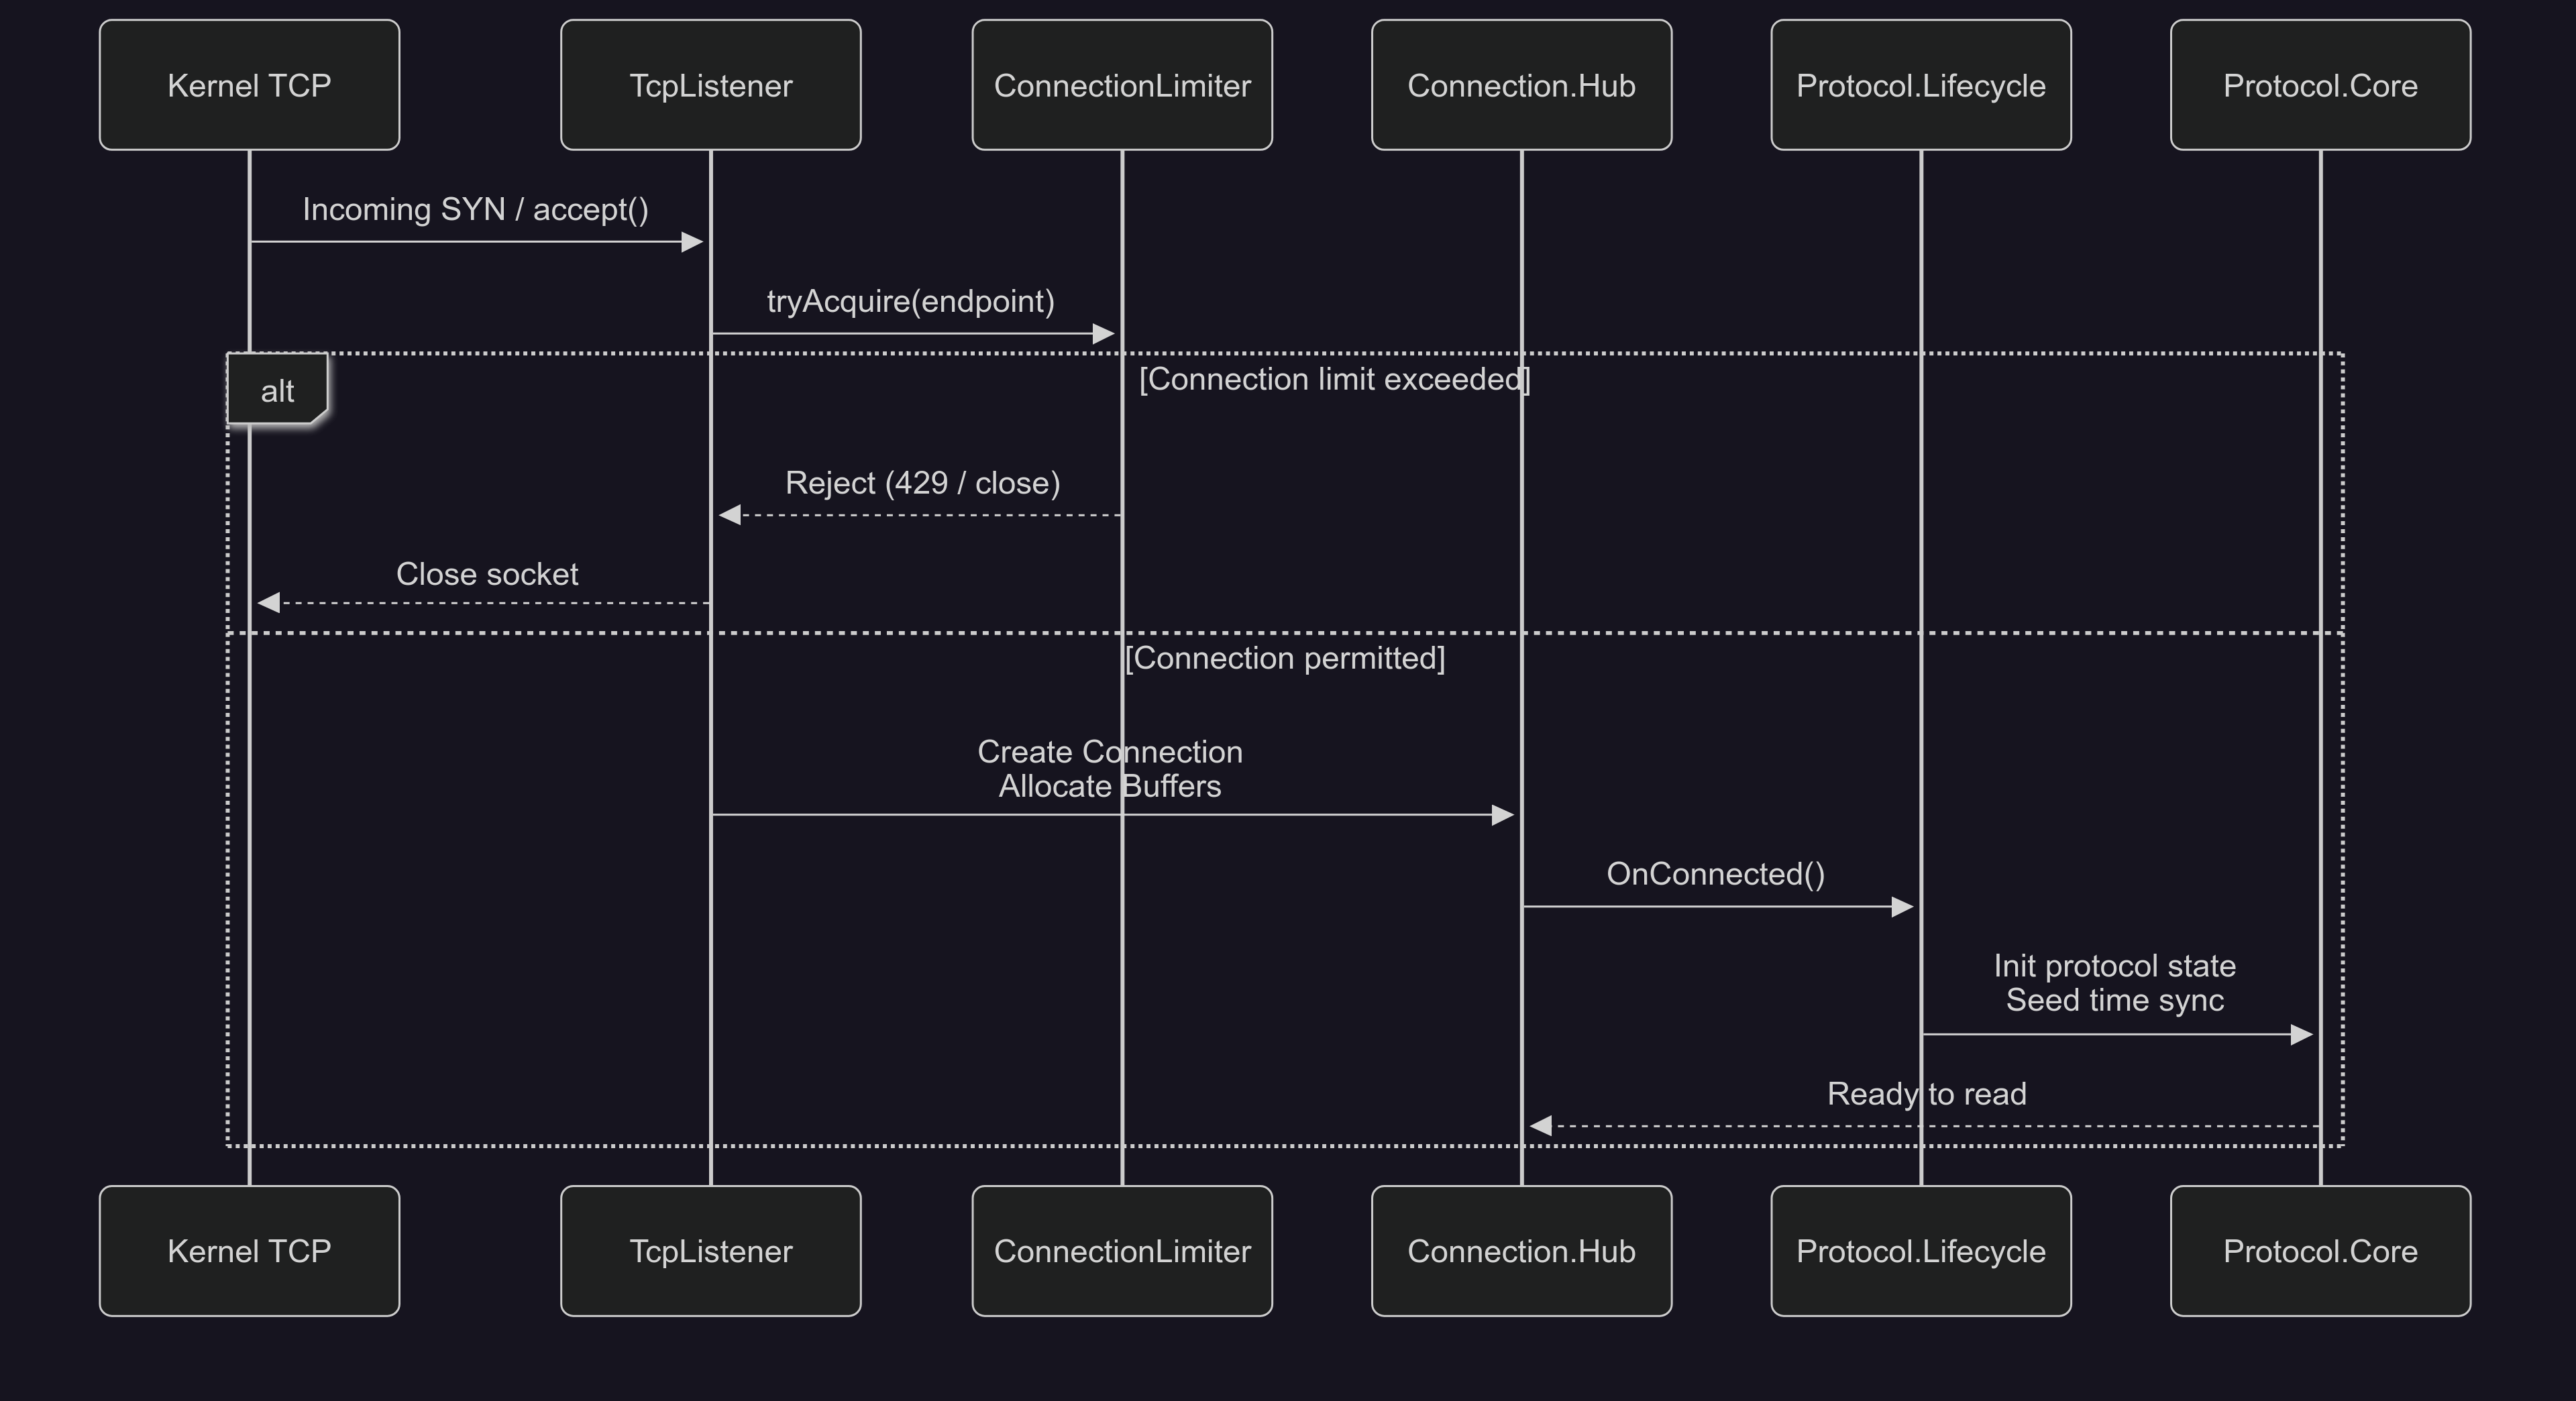 Kernel TCP
TcpListener
ConnectionLimiter
Connection.Hub
Protocol.Lifecycle
Protocol.Core
Incoming SYN / accept()
tryAcquire(endpoint)
alt
[Connection limit exceeded]
Reject (429 / close)
Close socket
[Connection permitted]
Create Connection
Allocate Buffers
OnConnected()
Init protocol state
Seed time sync
Ready to read
Kernel TCP
TcpListener
ConnectionLimiter
Connection.Hub
Protocol.Lifecycle
Protocol.Core